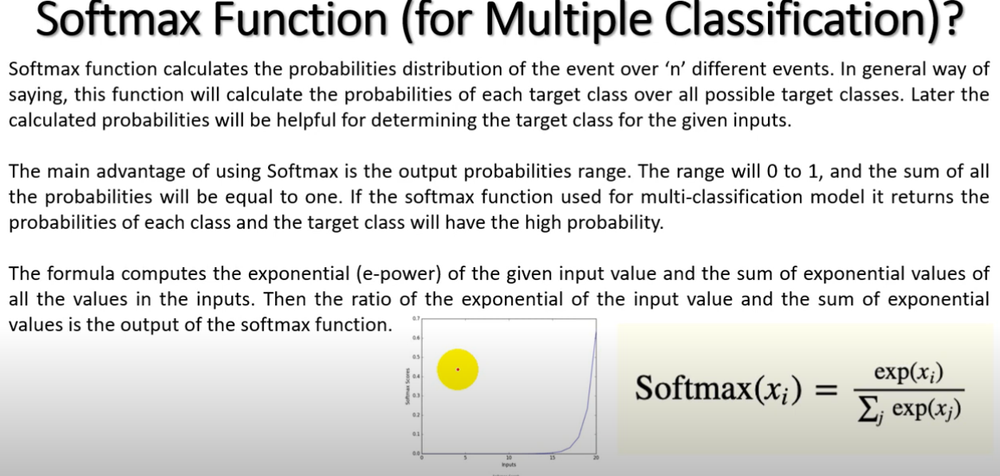 Softmax Function (for Multiple Classification)?
Softmax function calculates the probabilities distribution of the event over ‘n’ different events. In general way of
saying, this function will calculate the probabilities of each target class over all possible target classes. Later the
calculated probabilities will be helpful for determining the target class for the given inputs.
The main advantage of using Softmax is the output probabilities range. The range will 0 to 1, and the sum of all
the probabilities will be equal to one. If the softmax function used for multi-classification model it returns the
probabilities of each class and the target class will have the high probability.
The formula computes the exponential (e-power) of the given input value and the sum of exponential values of
all the values in the inputs. Then the ratio of the exponential of the input value and the sum of exponential
values is the output of the softmax function.
0.7
0.6
0.5
0.4
0.3
0.2
0.1
0.0
Softmax Scores
0 5 10 15 20
Inputs
Softmax(xᵢ) = exp(xᵢ) / Σⱼ exp(xⱼ)